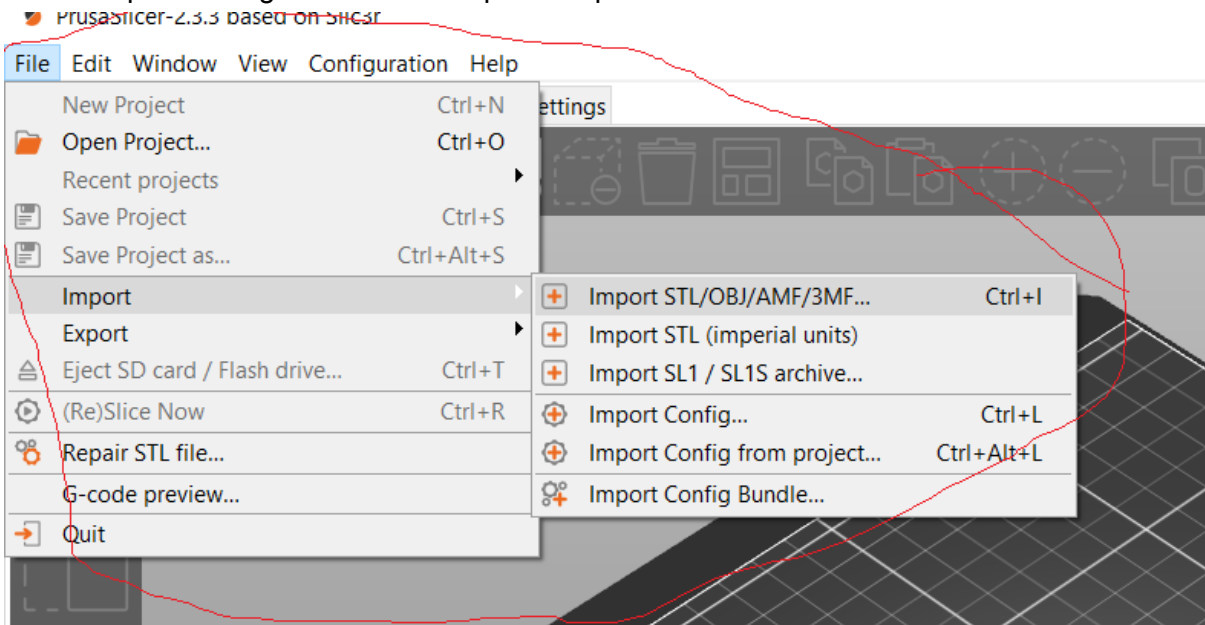 PrusaSlicer-2.3.3 based on Slic3r
File Edit Window View Configuration Help
New Project Ctrl+N
ettings
Open Project... Ctrl+O
Recent projects
Save Project Ctrl+S
Save Project as... Ctrl+Alt+S
Import
Import STL/OBJ/AMF/3MF... Ctrl+I
Export
Import STL (imperial units)
Eject SD card / Flash drive... Ctrl+T
Import SL1 / SL1S archive...
(Re)Slice Now Ctrl+R
Import Config... Ctrl+L
Repair STL file...
Import Config from project... Ctrl+Alt+L
G-code preview...
Import Config Bundle...
Quit